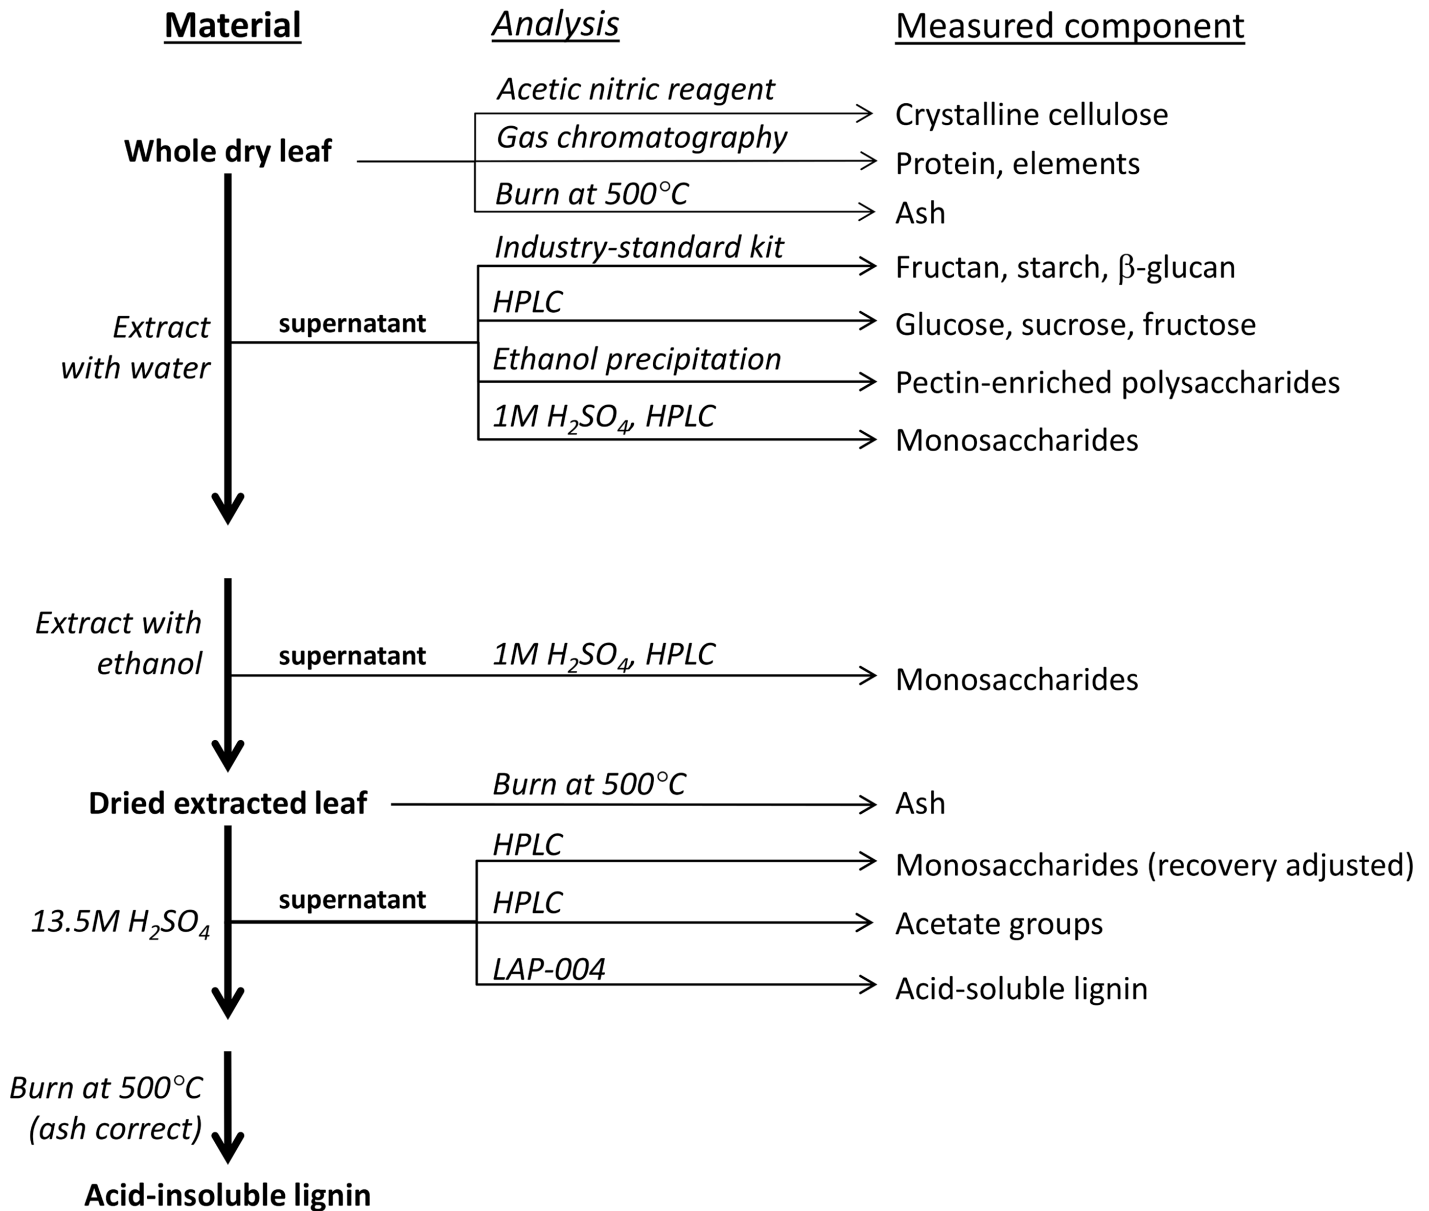 Material Analysis Measured component
Acetic nitric reagent
Crystalline cellulose
Whole dry leaf
Gas chromatography
Protein, elements
Burn at 500°C
Ash
Industry-standard kit
Fructan, starch, β-glucan
Extract
with water
supernatant
HPLC
Glucose, sucrose, fructose
Ethanol precipitation
Pectin-enriched polysaccharides
1M H₂SO₄, HPLC
Monosaccharides
Extract with
ethanol
supernatant
1M H₂SO₄, HPLC
Monosaccharides
Dried extracted leaf
Burn at 500°C
Ash
HPLC
Monosaccharides (recovery adjusted)
13.5M H₂SO₄
supernatant
HPLC
Acetate groups
LAP-004
Acid-soluble lignin
Burn at 500°C
(ash correct)
Acid-insoluble lignin